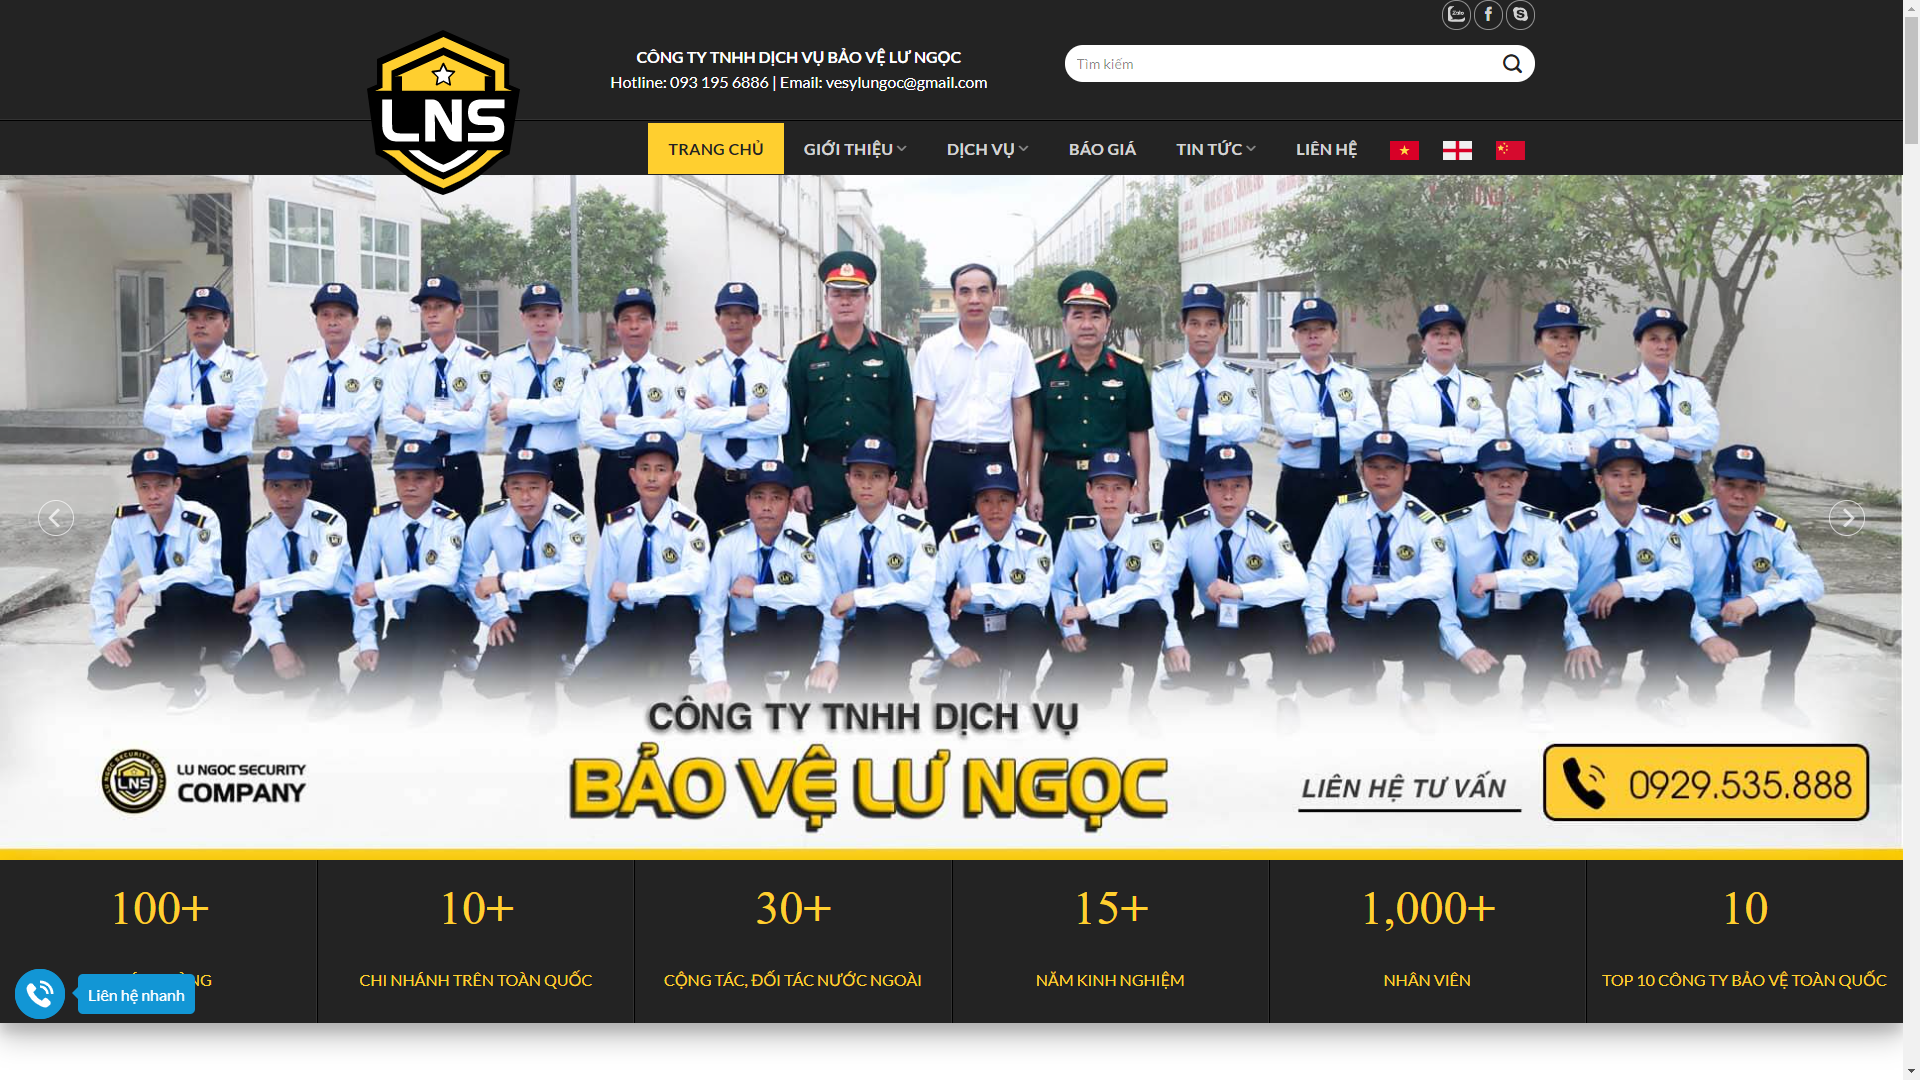 Zalo
CÔNG TY TNHH DỊCH VỤ BẢO VỆ LƯ NGỌC
Hotline: 093 195 6886 | Email: vesylungoc@gmail.com
Tìm kiếm
LNS
TRANG CHỦ
GIỚI THIỆU
DỊCH VỤ
BÁO GIÁ
TIN TỨC
LIÊN HỆ
CÔNG TY TNHH DỊCH VỤ
BẢO VỆ LƯ NGỌC
LU NGOC SECURITY COMPANY
LNS
LU NGOC SECURITY
COMPANY
LIÊN HỆ TƯ VẤN
0929.535.888
100+
10+
30+
15+
1,000+
10
NG
CHI NHÁNH TRÊN TOÀN QUỐC
CỘNG TÁC, ĐỐI TÁC NƯỚC NGOÀI
NĂM KINH NGHIỆM
NHÂN VIÊN
TOP 10 CÔNG TY BẢO VỆ TOÀN QUỐC
Liên hệ nhanh